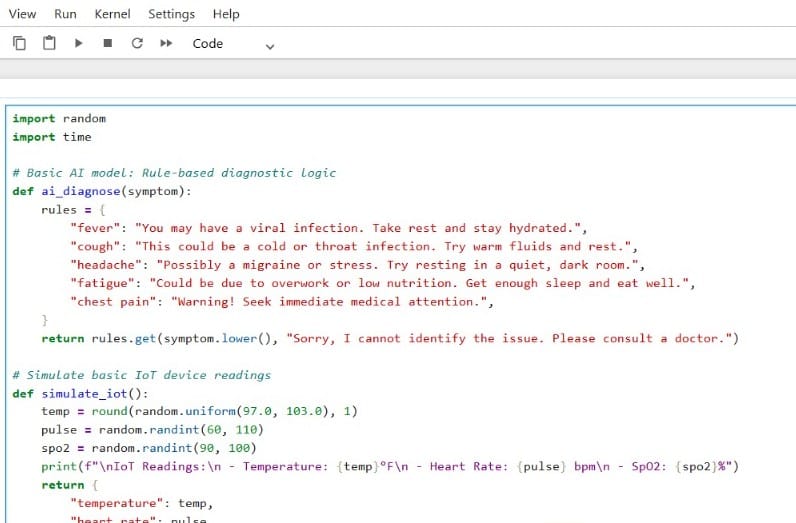 View Run Kernel Settings Help
Code
import random
import time
# Basic AI model: Rule-based diagnostic logic
def ai_diagnose(symptom):
    rules = {
        "fever": "You may have a viral infection. Take rest and stay hydrated.",
        "cough": "This could be a cold or throat infection. Try warm fluids and rest.",
        "headache": "Possibly a migraine or stress. Try resting in a quiet, dark room.",
        "fatigue": "Could be due to overwork or low nutrition. Get enough sleep and eat well.",
        "chest pain": "Warning! Seek immediate medical attention.",
    }
    return rules.get(symptom.lower(), "Sorry, I cannot identify the issue. Please consult a doctor.")
# Simulate basic IoT device readings
def simulate_iot():
    temp = round(random.uniform(97.0, 103.0), 1)
    pulse = random.randint(60, 110)
    spo2 = random.randint(90, 100)
    print(f"\nIoT Readings:\n - Temperature: {temp}°F\n - Heart Rate: {pulse} bpm\n - SpO2: {spo2}%")
    return {
        "temperature": temp,
        "heart_rate": pulse